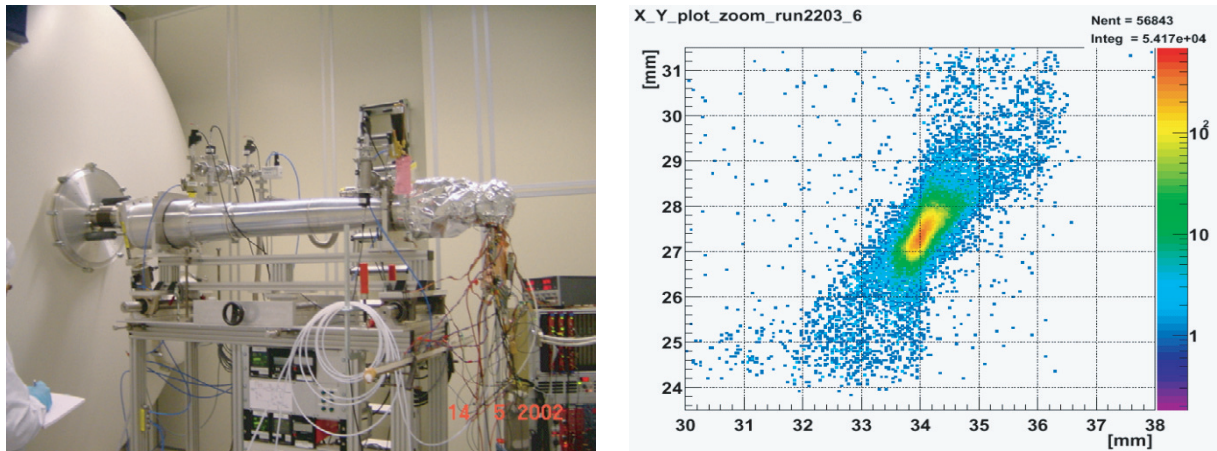 14 5 2002
X_Y_plot_zoom_run2203_6
Nent = 56843
Integ = 5.417e+04
[mm]
31
30
29
28
27
26
25
24
30 31 32 33 34 35 36 37 38
[mm]
10²
10
1